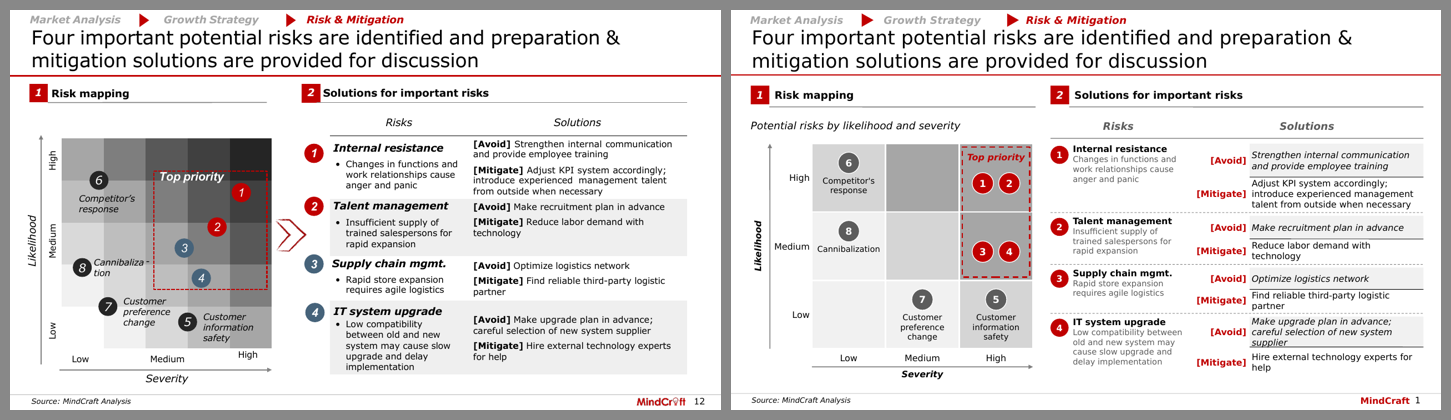 Market Analysis Growth Strategy Risk & Mitigation
Four important potential risks are identified and preparation &
mitigation solutions are provided for discussion
1 Risk mapping
Likelihood
High
Medium
Low
Top priority
6
Competitor's
response
1
2
3
4
8 Cannibaliza-
tion
7 Customer
preference
change
5 Customer
information
safety
Low Medium High
Severity
2 Solutions for important risks
Risks Solutions
1 Internal resistance
• Changes in functions and
work relationships cause
anger and panic
[Avoid] Strengthen internal communication
and provide employee training
[Mitigate] Adjust KPI system accordingly;
introduce experienced management talent
from outside when necessary
2 Talent management
• Insufficient supply of
trained salespersons for
rapid expansion
[Avoid] Make recruitment plan in advance
[Mitigate] Reduce labor demand with
technology
3 Supply chain mgmt.
• Rapid store expansion
requires agile logistics
[Avoid] Optimize logistics network
[Mitigate] Find reliable third-party logistic
partner
4 IT system upgrade
• Low compatibility
between old and new
system may cause slow
upgrade and delay
implementation
[Avoid] Make upgrade plan in advance;
careful selection of new system supplier
[Mitigate] Hire external technology experts
for help
Source: MindCraft Analysis
MindCraft 12
Market Analysis Growth Strategy Risk & Mitigation
Four important potential risks are identified and preparation &
mitigation solutions are provided for discussion
1 Risk mapping
Potential risks by likelihood and severity
Likelihood
High
Medium
Low
6
Competitor's
response
Top priority
1 2
8
Cannibalization
3 4
7
Customer
preference
change
5
Customer
information
safety
Low Medium High
Severity
2 Solutions for important risks
Risks Solutions
1 Internal resistance
Changes in functions and
work relationships cause
anger and panic
[Avoid] Strengthen internal communication
and provide employee training
[Mitigate] Adjust KPI system accordingly;
introduce experienced management
talent from outside when necessary
2 Talent management
Insufficient supply of
trained salespersons for
rapid expansion
[Avoid] Make recruitment plan in advance
[Mitigate] Reduce labor demand with
technology
3 Supply chain mgmt.
Rapid store expansion
requires agile logistics
[Avoid] Optimize logistics network
[Mitigate] Find reliable third-party logistic
partner
4 IT system upgrade
Low compatibility between
old and new system may
cause slow upgrade and
delay implementation
[Avoid] Make upgrade plan in advance;
careful selection of new system
supplier
[Mitigate] Hire external technology experts for
help
Source: MindCraft Analysis
MindCraft 1